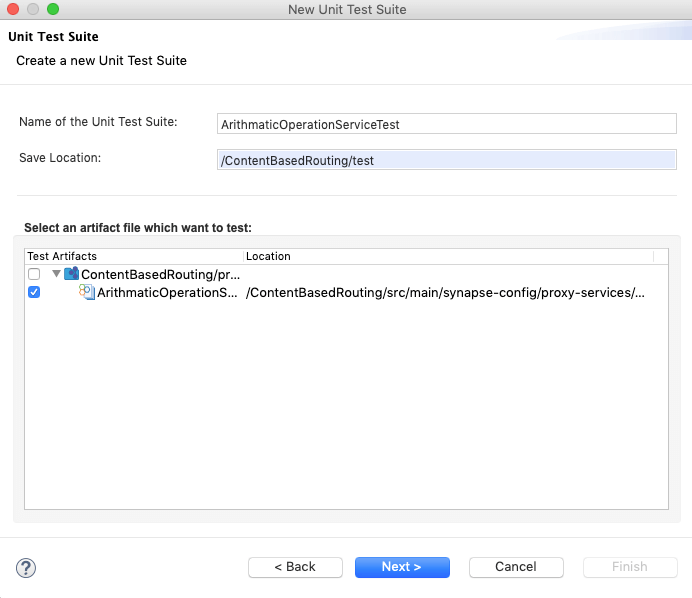 New Unit Test Suite
Unit Test Suite
Create a new Unit Test Suite
Name of the Unit Test Suite: ArithmaticOperationServiceTest
Save Location: /ContentBasedRouting/test
Select an artifact file which want to test:
Test Artifacts Location
ContentBasedRouting/pr...
ArithmaticOperationS... /ContentBasedRouting/src/main/synapse-config/proxy-services/...
? < Back Next > Cancel Finish